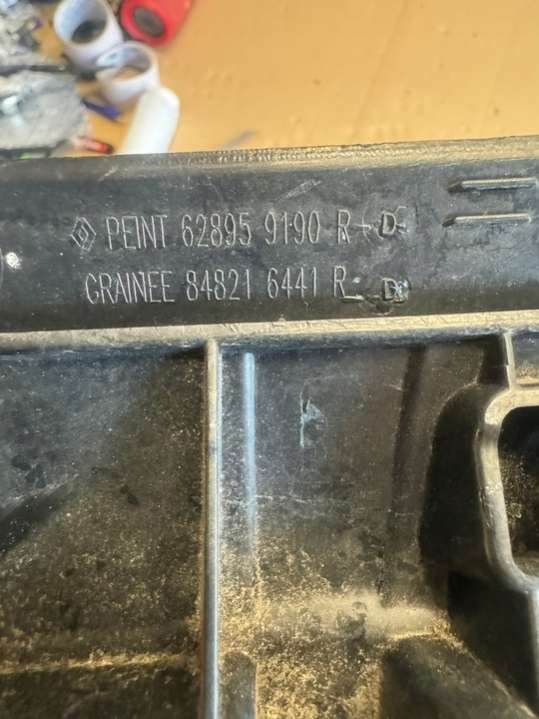 PEINT 62895 9190 R - D
GRAINEE 84821 6441 R - D